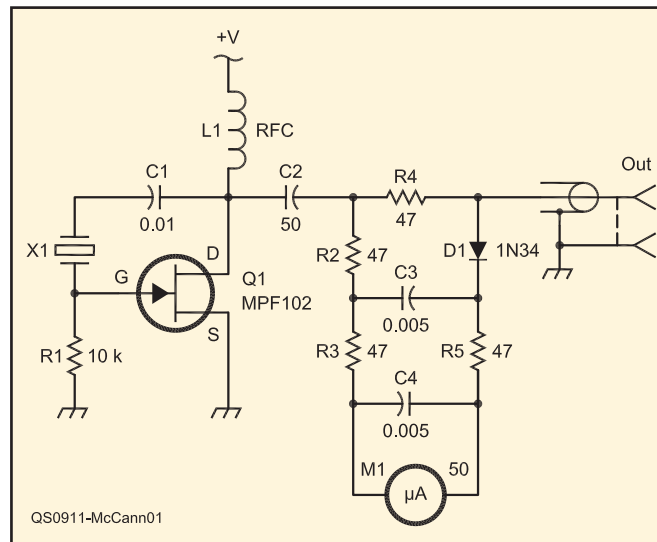 +V
L1 RFC
C1
0.01
C2
50
R4
47
Out
X1
G
D
S
Q1
MPF102
R1 10 k
R2 47
D1 1N34
C3
0.005
R3 47
R5 47
C4
0.005
M1 50
µA
QS0911-McCann01